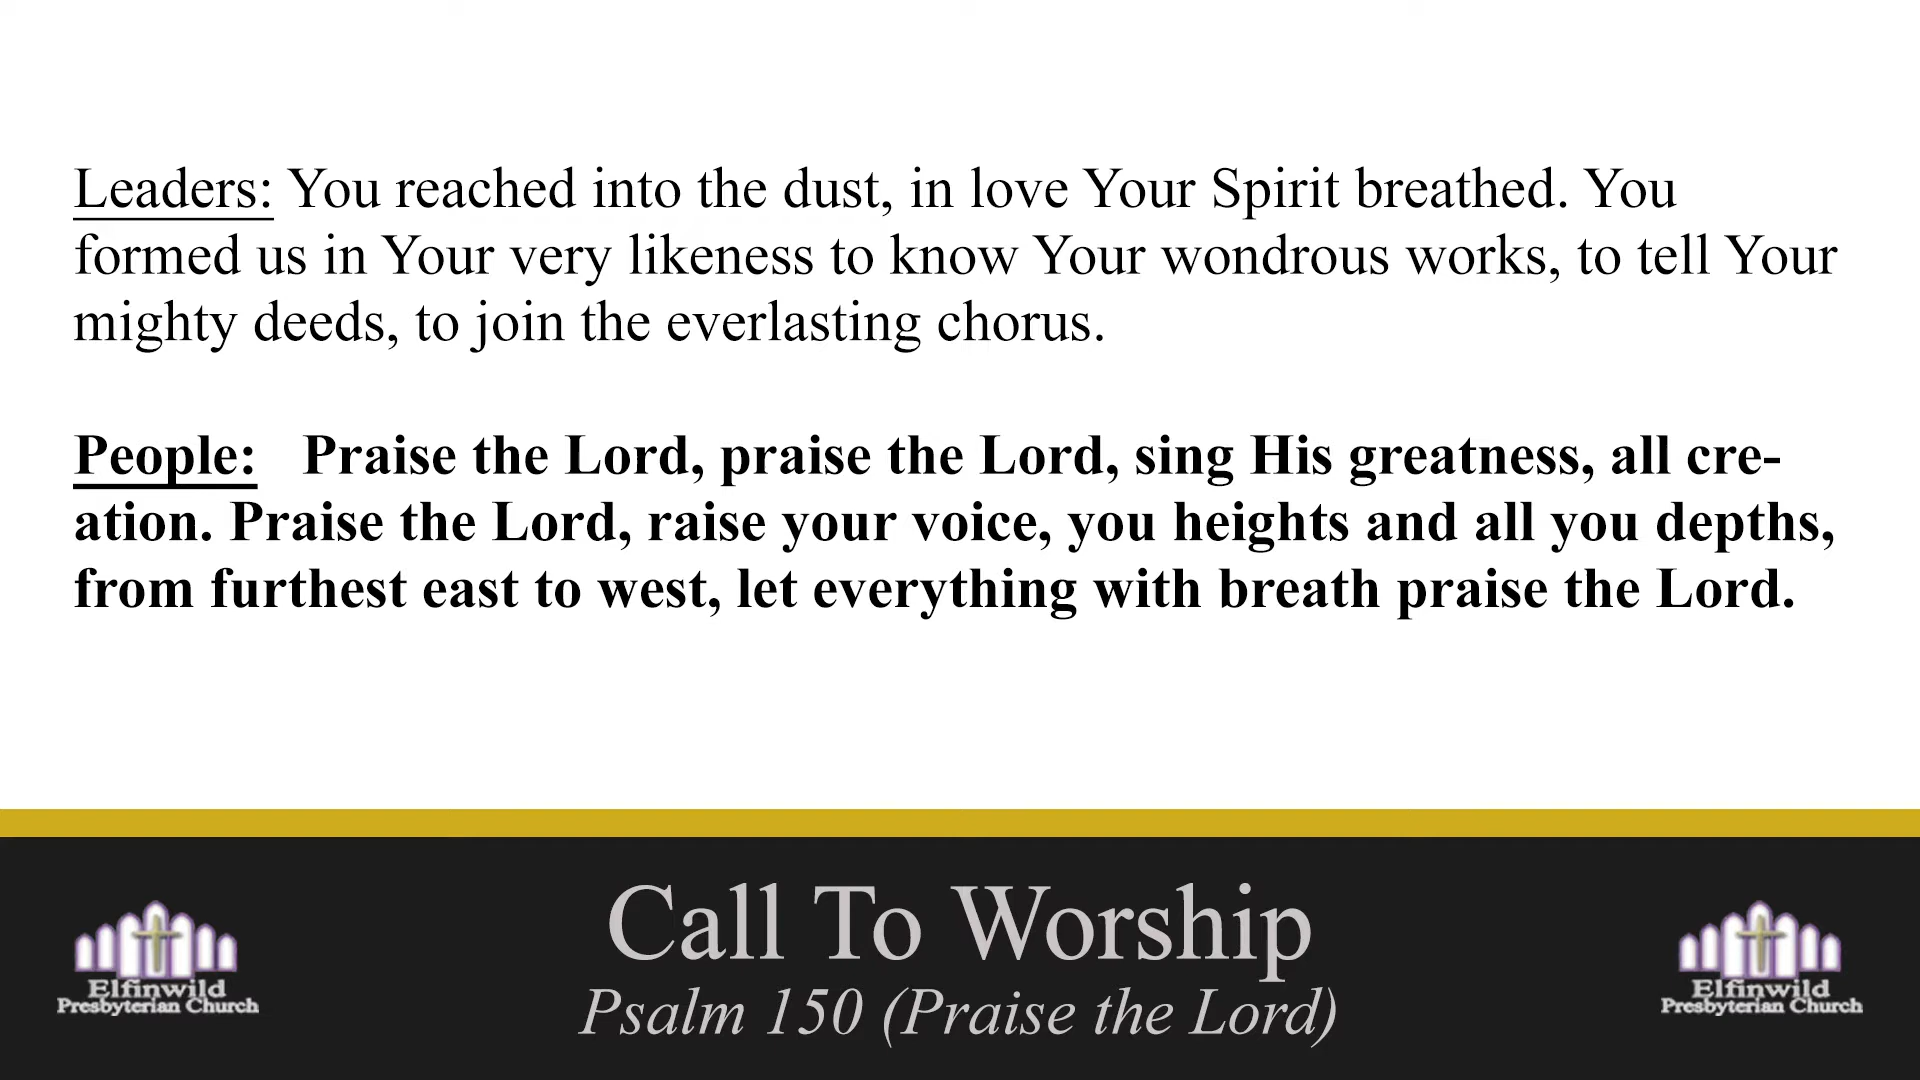 Leaders: You reached into the dust, in love Your Spirit breathed. You
formed us in Your very likeness to know Your wondrous works, to tell Your
mighty deeds, to join the everlasting chorus.
People: Praise the Lord, praise the Lord, sing His greatness, all cre-
ation. Praise the Lord, raise your voice, you heights and all you depths,
from furthest east to west, let everything with breath praise the Lord.
Call To Worship
Psalm 150 (Praise the Lord)
Elfinwild
Presbyterian Church
Elfinwild
Presbyterian Church